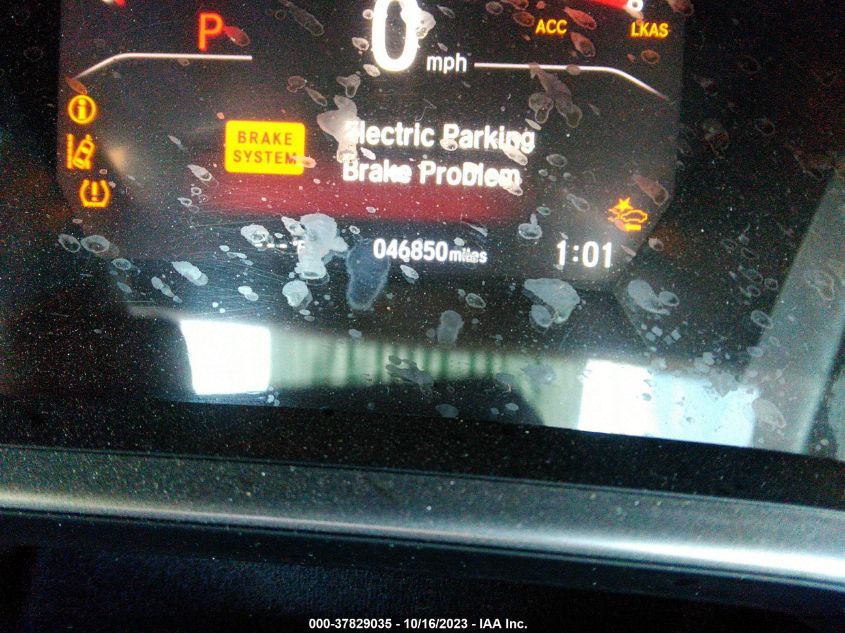 P 0 mph ACC LKAS
BRAKE SYSTEM
Electric Parking
Brake Problem
046850 miles 1:01
000-37829035 - 10/16/2023 - IAA Inc.